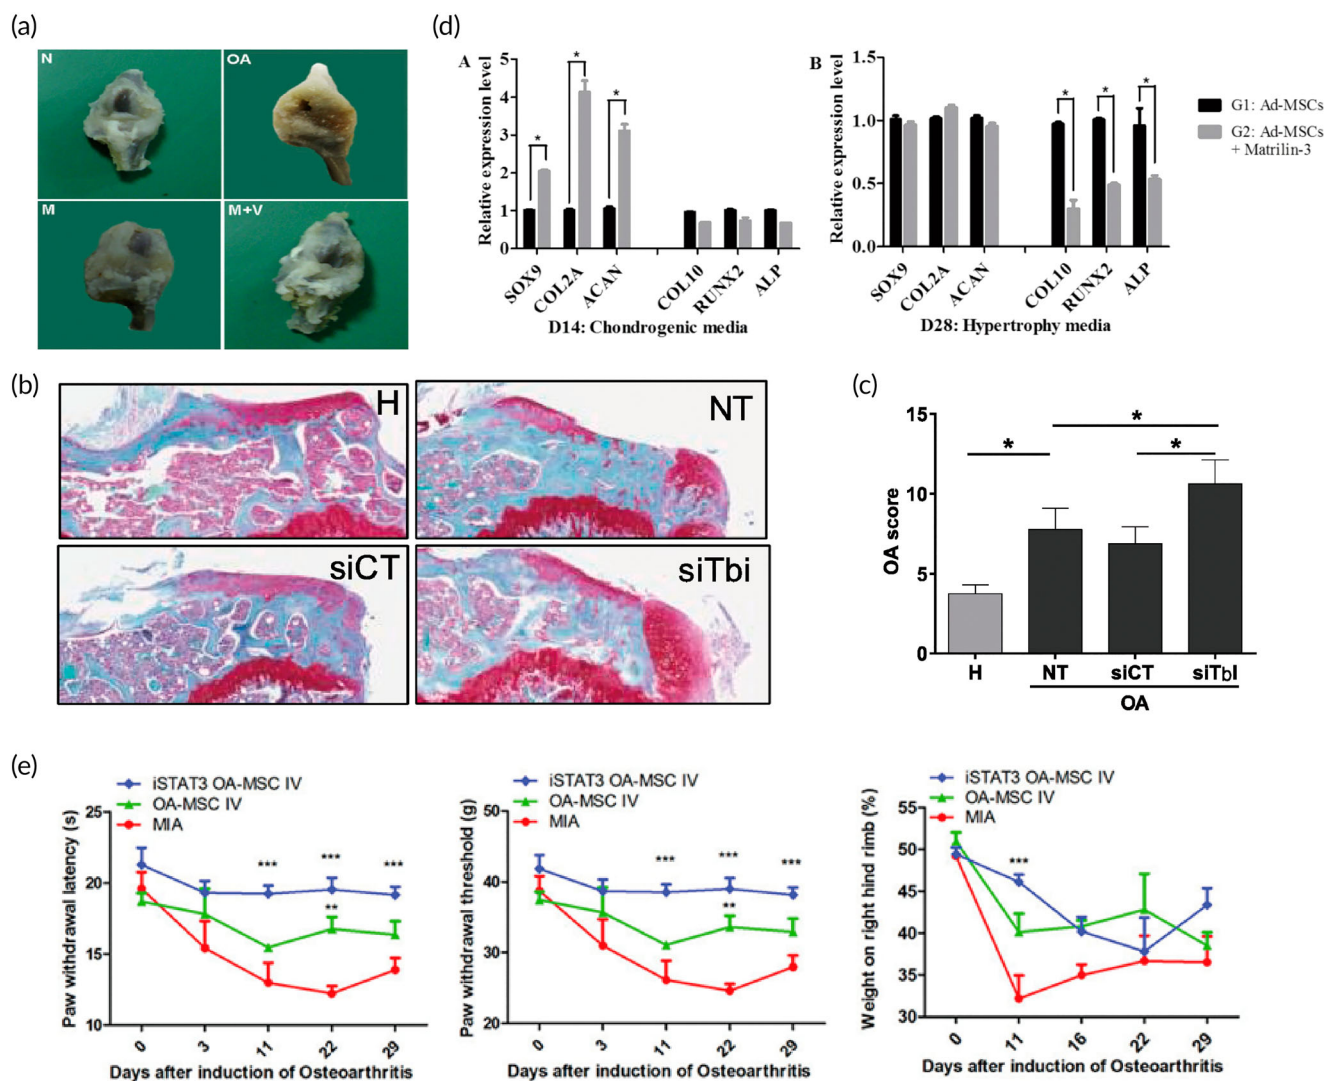 (a)
N
OA
M
M+V
(d)
A
Relative expression level
5
4
3
2
1
0
SOX9
COL2A
ACAN
COL10
RUNX2
ALP
D14: Chondrogenic media
*
*
*
B
Relative expression level
1.5
1.0
0.5
0.0
SOX9
COL2A
ACAN
COL10
RUNX2
ALP
D28: Hypertrophy media
*
*
*
G1: Ad-MSCs
G2: Ad-MSCs
+ Matrilin-3
(b)
H
NT
siCT
siTbi
(c)
OA score
15
10
5
0
*
*
*
H
NT
siCT
siTbI
OA
(e)
iSTAT3 OA-MSC IV
OA-MSC IV
MIA
Paw withdrawal latency (s)
25
20
15
10
***
***
***
**
0
3
11
22
29
Days after induction of Osteoarthritis
iSTAT3 OA-MSC IV
OA-MSC IV
MIA
Paw withdrawal threshold (g)
50
40
30
20
***
***
***
**
0
3
11
22
29
Days after induction of Osteoarthritis
iSTAT3 OA-MSC IV
OA-MSC IV
MIA
Weight on right hind rimb (%)
55
50
45
40
35
30
***
0
11
16
22
29
Days after induction of Osteoarthritis